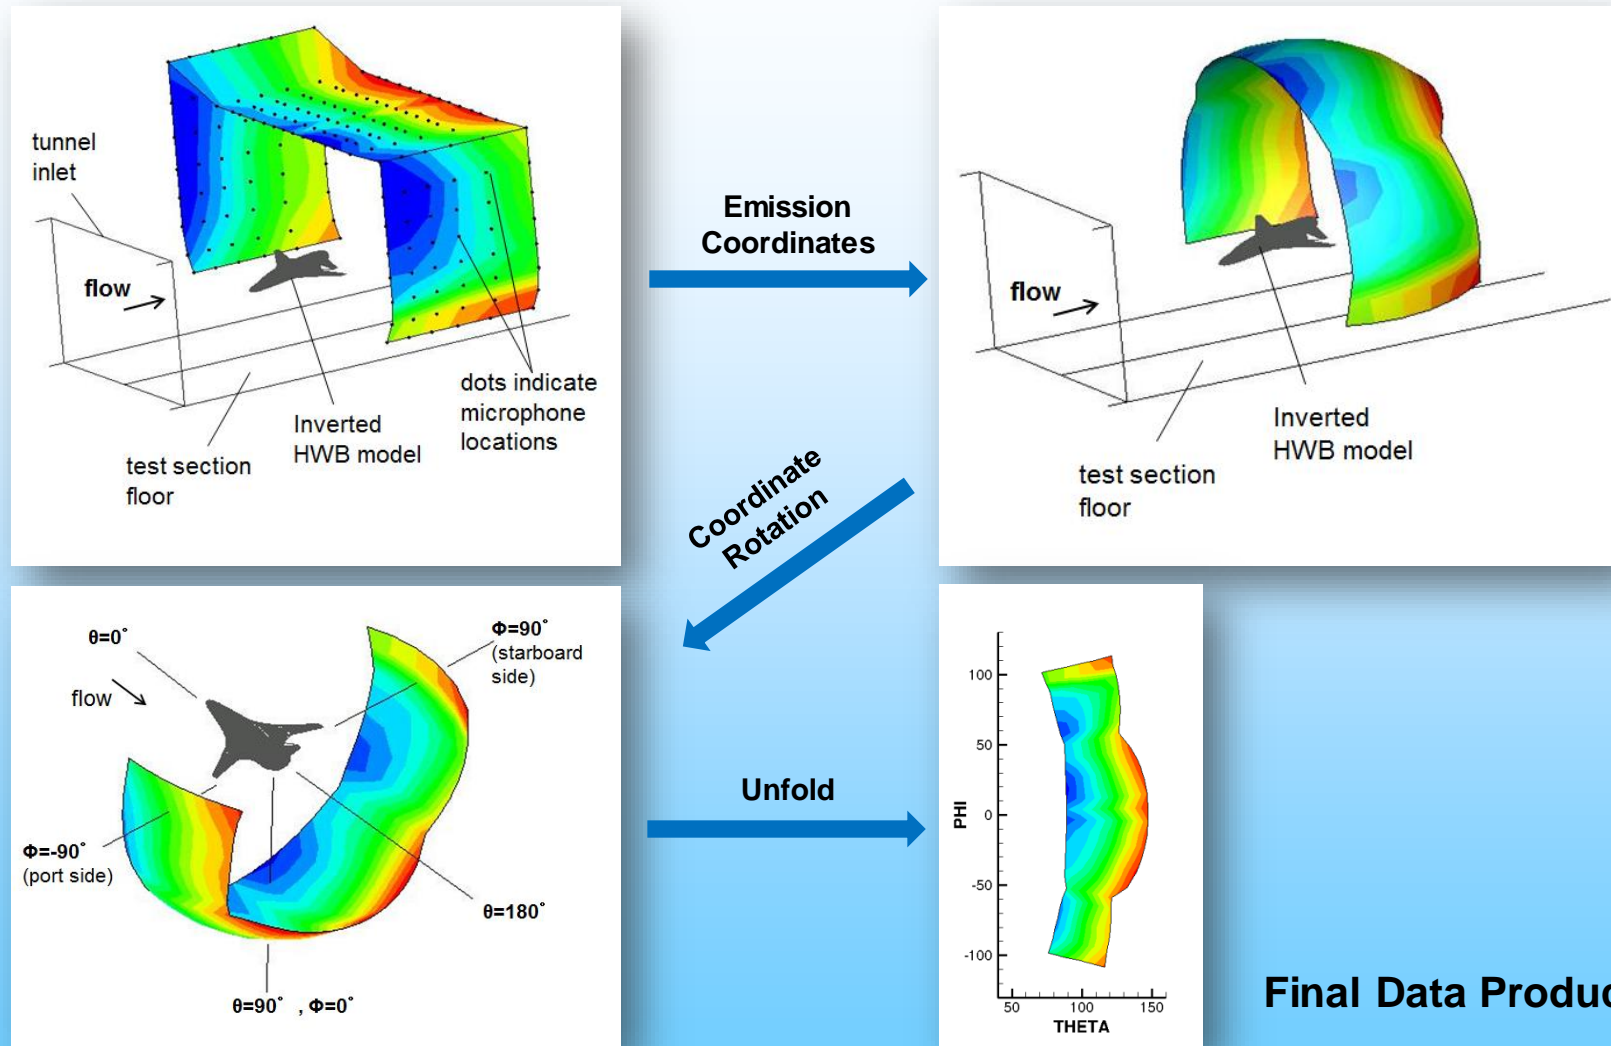 tunnel
inlet
flow
test section
floor
Inverted
HWB model
dots indicate
microphone
locations
Emission
Coordinates
flow
Inverted
HWB model
test section
floor
Coordinate
Rotation
θ=0°
flow
Φ=90°
(starboard
side)
Φ=-90°
(port side)
θ=180°
θ=90° , Φ=0°
Unfold
100
50
0
-50
-100
PHI
50
100
150
THETA
Final Data Produc